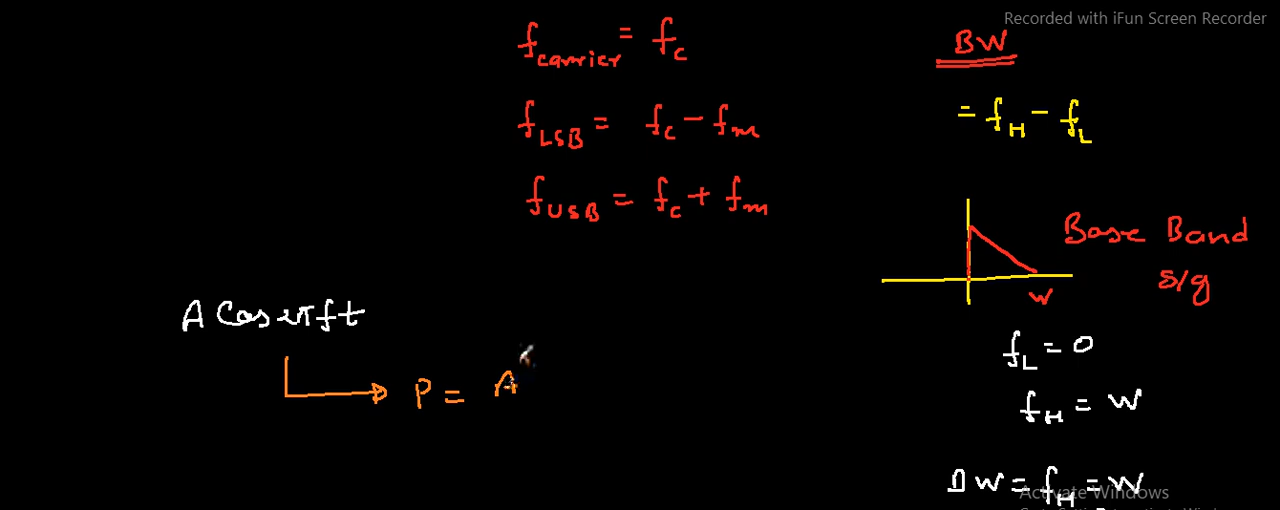 Recorded with iFun Screen Recorder
f_carrier = f_c
f_LSB = f_c - f_m
f_USB = f_c + f_m
BW
= f_H - f_L
Base Band
S/g
W
f_L = 0
f_H = W
BW = f_H = W
A Cos 2πft
P = A
Activate Windows